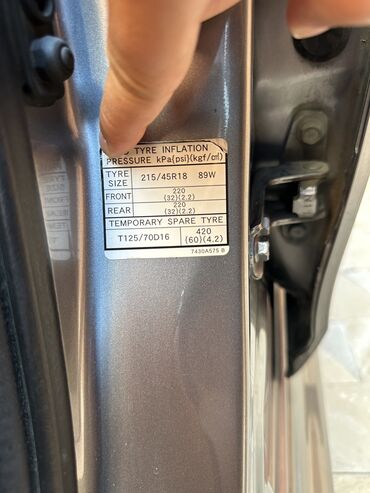 TYRE INFLATION
PRESSURE kPa(psi)(kgf/c㎡)
TYRE SIZE 215/45R18 89W
FRONT 220 (32)(2.2)
REAR 220 (32)(2.2)
TEMPORARY SPARE TYRE
T125/70D16 420 (60)(4.2)
7430A575 B